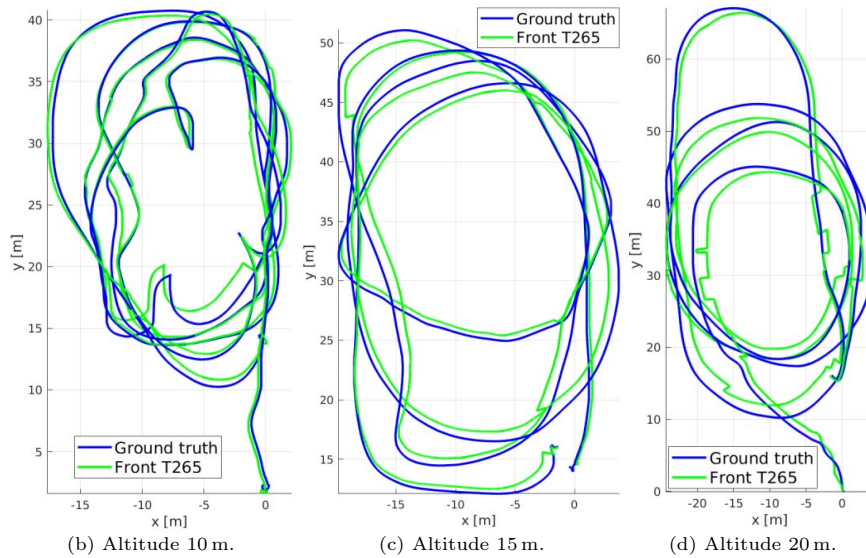 40
35
30
25
20
15
10
5
y [m]
-15
-10
-5
0
x [m]
Ground truth
Front T265
(b) Altitude 10 m.
Ground truth
Front T265
50
45
40
35
30
25
20
15
y [m]
-15
-10
-5
0
x [m]
(c) Altitude 15 m.
60
50
40
30
20
10
0
y [m]
Ground truth
Front T265
-20
-15
-10
-5
0
x [m]
(d) Altitude 20 m.